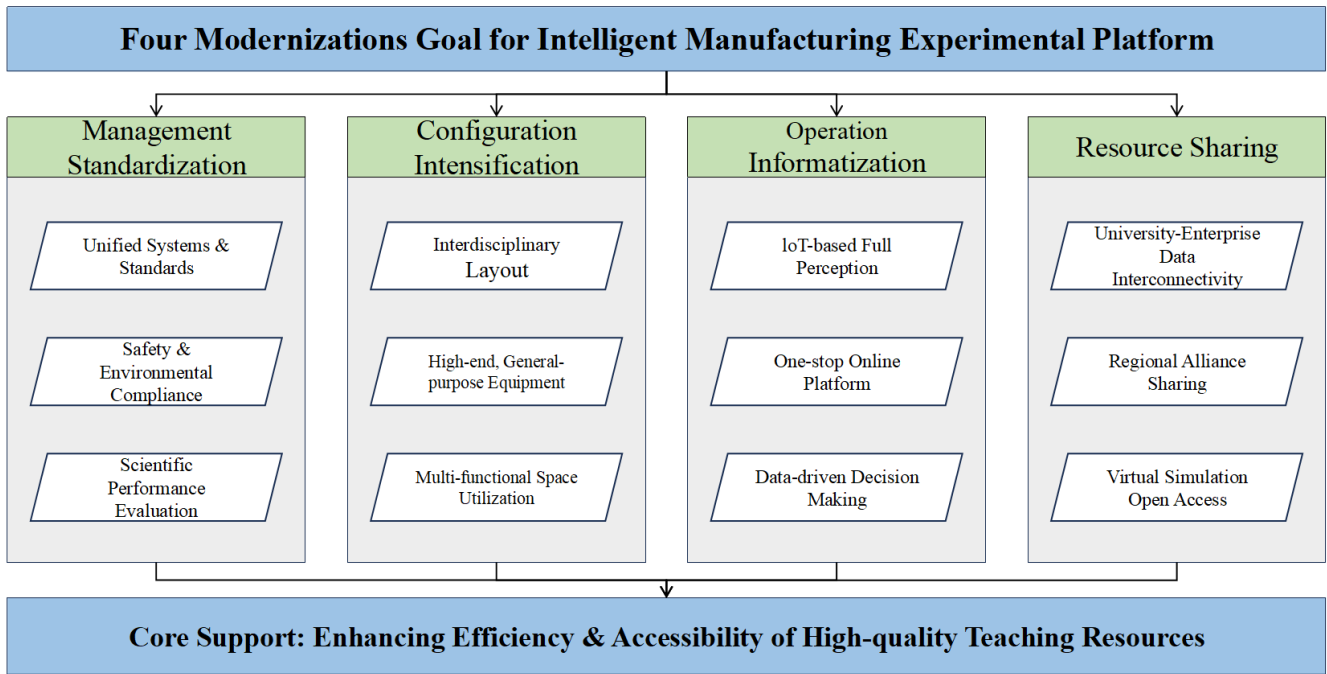 Four Modernizations Goal for Intelligent Manufacturing Experimental Platform
Management
Standardization
Unified Systems &
Standards
Safety &
Environmental
Compliance
Scientific
Performance
Evaluation
Configuration
Intensification
Interdisciplinary
Layout
High-end, General-
purpose Equipment
Multi-functional Space
Utilization
Operation
Informatization
loT-based Full
Perception
One-stop Online
Platform
Data-driven Decision
Making
Resource Sharing
University-Enterprise
Data
Interconnectivity
Regional Alliance
Sharing
Virtual Simulation
Open Access
Core Support: Enhancing Efficiency & Accessibility of High-quality Teaching Resources